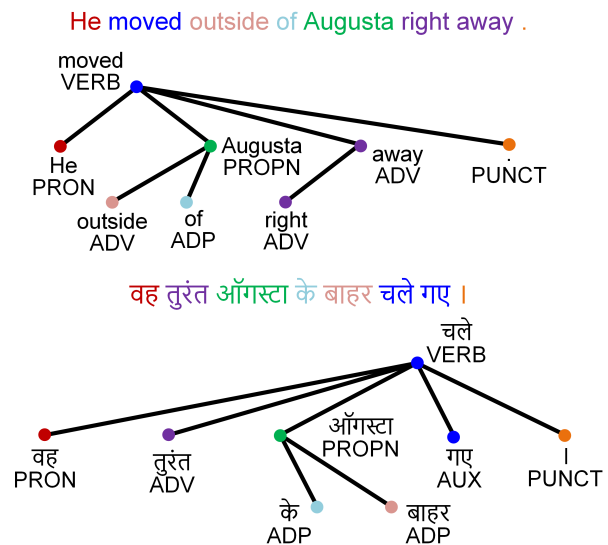 He moved outside of Augusta right away .
moved
VERB
He
PRON
Augusta
PROPN
away
ADV
.
PUNCT
outside
ADV
of
ADP
right
ADV
वह तुरंत ऑगस्टा के बाहर चले गए ।
चले
VERB
वह
PRON
तुरंत
ADV
ऑगस्टा
PROPN
गए
AUX
।
PUNCT
के
ADP
बाहर
ADP